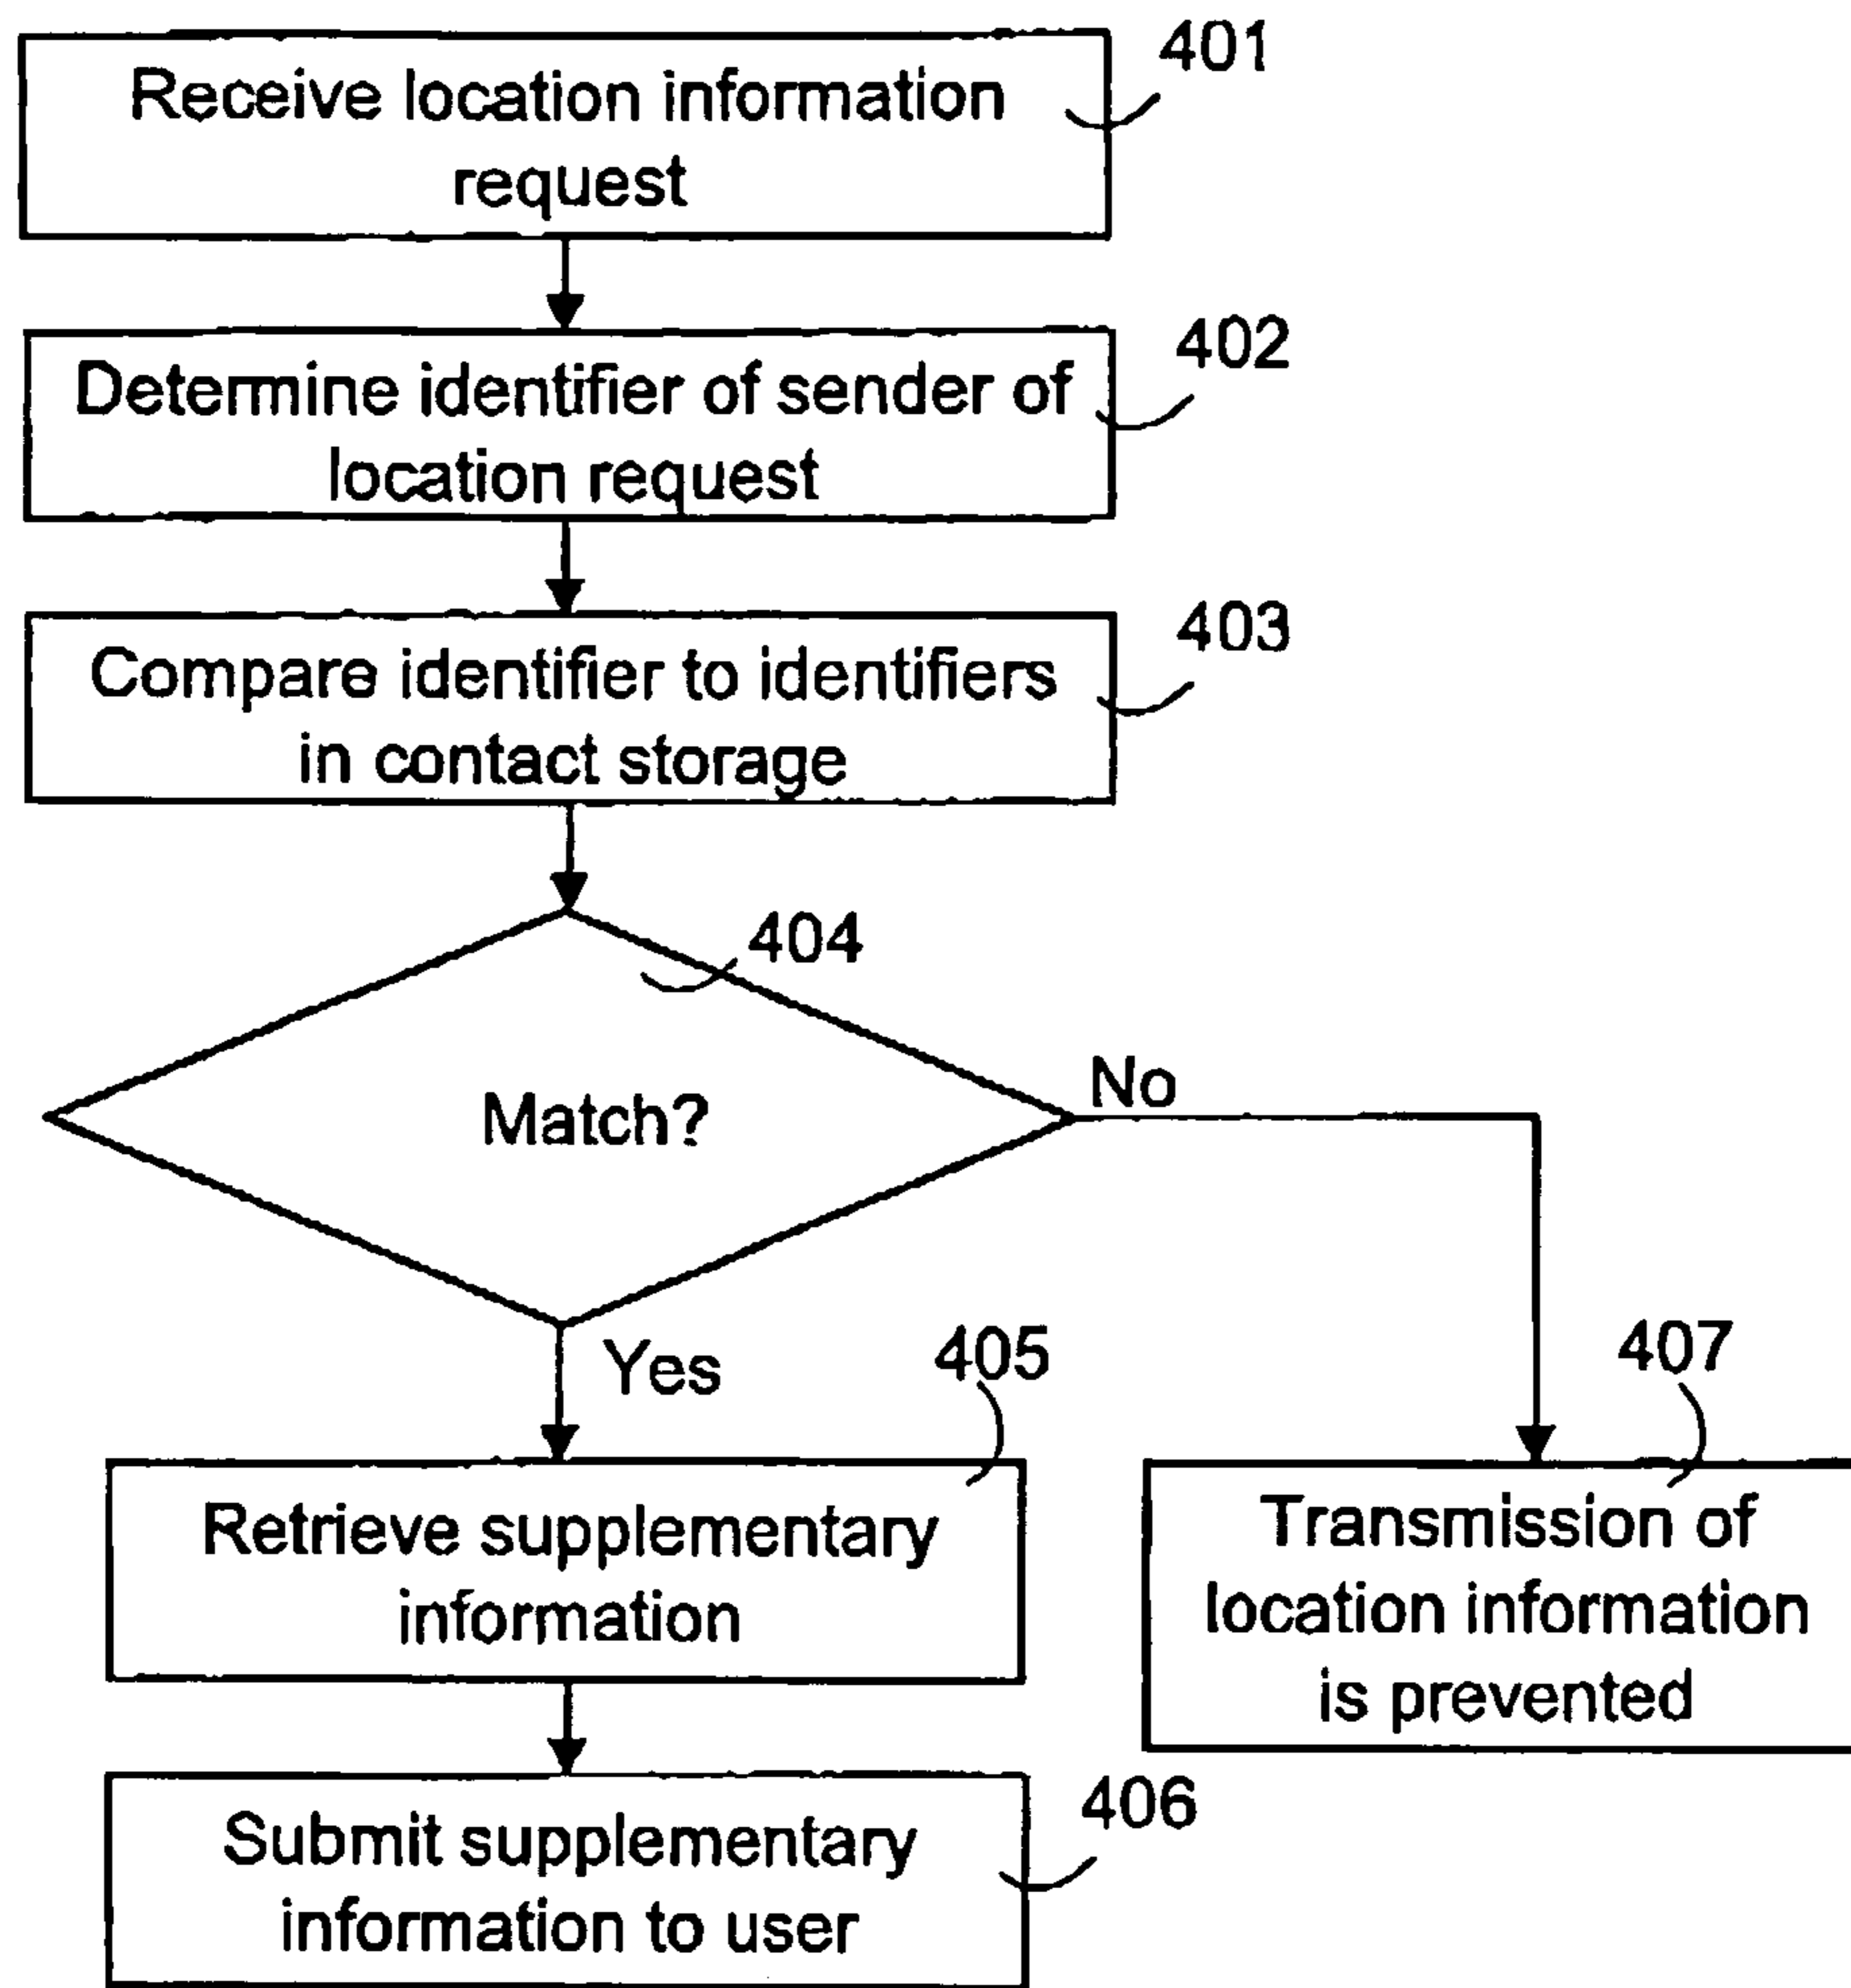 401
Receive location information
request
402
Determine identifier of sender of
location request
403
Compare identifier to identifiers
in contact storage
404
Match?
No
Yes
405
407
Retrieve supplementary
information
Transmission of
location information
is prevented
406
Submit supplementary
information to user